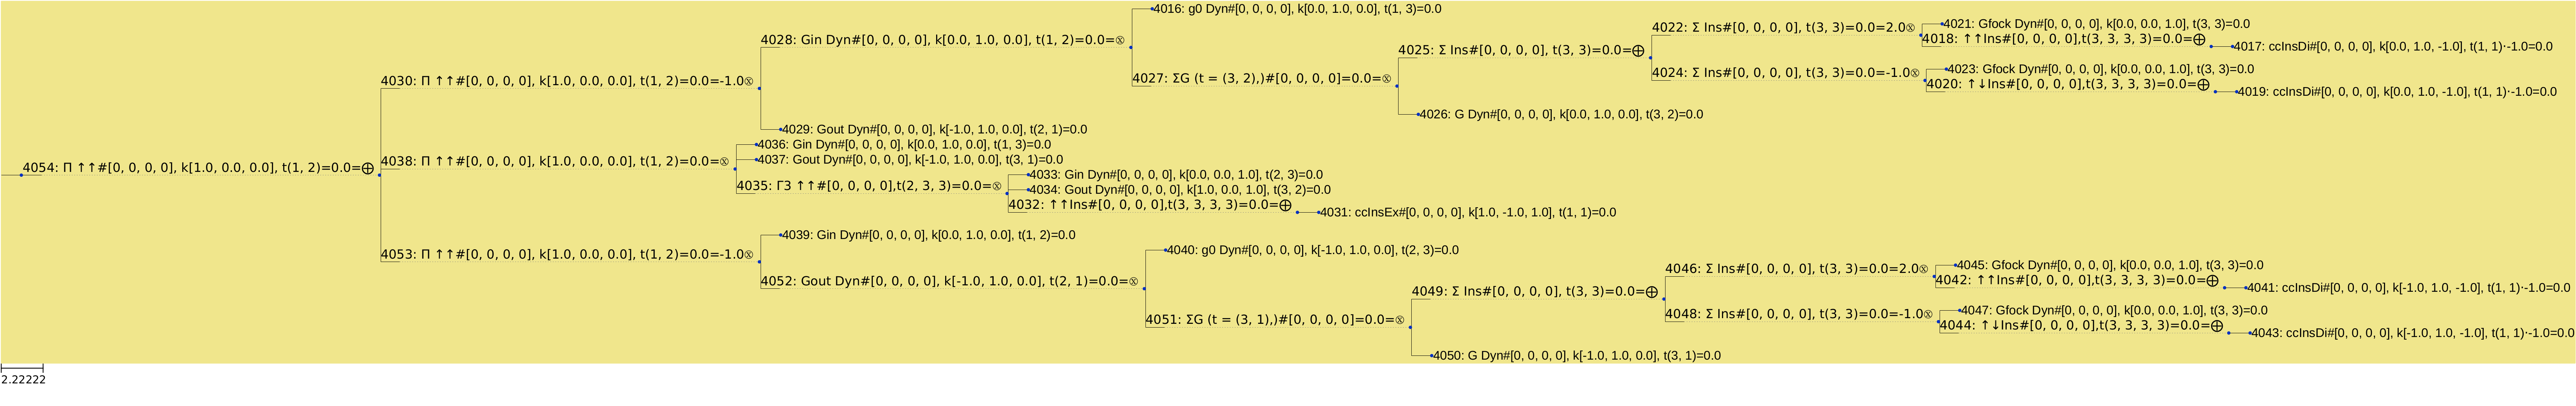 4016: g0 Dyn#[0, 0, 0, 0], k[0.0, 1.0, 0.0], t(1, 3)=0.0
4021: Gfock Dyn#[0, 0, 0, 0], k[0.0, 0.0, 1.0], t(3, 3)=0.0
4022: Σ Ins#[0, 0, 0, 0], t(3, 3)=0.0=2.0⊗
4028: Gin Dyn#[0, 0, 0, 0], k[0.0, 1.0, 0.0], t(1, 2)=0.0=⊗
4018: ↑↑Ins#[0, 0, 0, 0],t(3, 3, 3, 3)=0.0=⨁
4017: ccInsDi#[0, 0, 0, 0], k[0.0, 1.0, -1.0], t(1, 1)·-1.0=0.0
4025: Σ Ins#[0, 0, 0, 0], t(3, 3)=0.0=⨁
4023: Gfock Dyn#[0, 0, 0, 0], k[0.0, 0.0, 1.0], t(3, 3)=0.0
4024: Σ Ins#[0, 0, 0, 0], t(3, 3)=0.0=-1.0⊗
4027: ΣG (t = (3, 2),)#[0, 0, 0, 0]=0.0=⊗
4030: Π ↑↑#[0, 0, 0, 0], k[1.0, 0.0, 0.0], t(1, 2)=0.0=-1.0⊗
4020: ↑↓Ins#[0, 0, 0, 0],t(3, 3, 3, 3)=0.0=⨁
4019: ccInsDi#[0, 0, 0, 0], k[0.0, 1.0, -1.0], t(1, 1)·-1.0=0.0
4026: G Dyn#[0, 0, 0, 0], k[0.0, 1.0, 0.0], t(3, 2)=0.0
4029: Gout Dyn#[0, 0, 0, 0], k[-1.0, 1.0, 0.0], t(2, 1)=0.0
4036: Gin Dyn#[0, 0, 0, 0], k[0.0, 1.0, 0.0], t(1, 3)=0.0
4038: Π ↑↑#[0, 0, 0, 0], k[1.0, 0.0, 0.0], t(1, 2)=0.0=⊗
4037: Gout Dyn#[0, 0, 0, 0], k[-1.0, 1.0, 0.0], t(3, 1)=0.0
4054: Π ↑↑#[0, 0, 0, 0], k[1.0, 0.0, 0.0], t(1, 2)=0.0=⨁
4033: Gin Dyn#[0, 0, 0, 0], k[0.0, 0.0, 1.0], t(2, 3)=0.0
4035: Γ3 ↑↑#[0, 0, 0, 0],t(2, 3, 3)=0.0=⊗
4034: Gout Dyn#[0, 0, 0, 0], k[1.0, 0.0, 1.0], t(3, 2)=0.0
4032: ↑↑Ins#[0, 0, 0, 0],t(3, 3, 3, 3)=0.0=⨁
4031: ccInsEx#[0, 0, 0, 0], k[1.0, -1.0, 1.0], t(1, 1)=0.0
4039: Gin Dyn#[0, 0, 0, 0], k[0.0, 1.0, 0.0], t(1, 2)=0.0
4040: g0 Dyn#[0, 0, 0, 0], k[-1.0, 1.0, 0.0], t(2, 3)=0.0
4053: Π ↑↑#[0, 0, 0, 0], k[1.0, 0.0, 0.0], t(1, 2)=0.0=-1.0⊗
4045: Gfock Dyn#[0, 0, 0, 0], k[0.0, 0.0, 1.0], t(3, 3)=0.0
4046: Σ Ins#[0, 0, 0, 0], t(3, 3)=0.0=2.0⊗
4052: Gout Dyn#[0, 0, 0, 0], k[-1.0, 1.0, 0.0], t(2, 1)=0.0=⊗
4042: ↑↑Ins#[0, 0, 0, 0],t(3, 3, 3, 3)=0.0=⨁
4041: ccInsDi#[0, 0, 0, 0], k[-1.0, 1.0, -1.0], t(1, 1)·-1.0=0.0
4049: Σ Ins#[0, 0, 0, 0], t(3, 3)=0.0=⨁
4047: Gfock Dyn#[0, 0, 0, 0], k[0.0, 0.0, 1.0], t(3, 3)=0.0
4048: Σ Ins#[0, 0, 0, 0], t(3, 3)=0.0=-1.0⊗
4051: ΣG (t = (3, 1),)#[0, 0, 0, 0]=0.0=⊗
4044: ↑↓Ins#[0, 0, 0, 0],t(3, 3, 3, 3)=0.0=⨁
4043: ccInsDi#[0, 0, 0, 0], k[-1.0, 1.0, -1.0], t(1, 1)·-1.0=0.0
4050: G Dyn#[0, 0, 0, 0], k[-1.0, 1.0, 0.0], t(3, 1)=0.0
2.22222